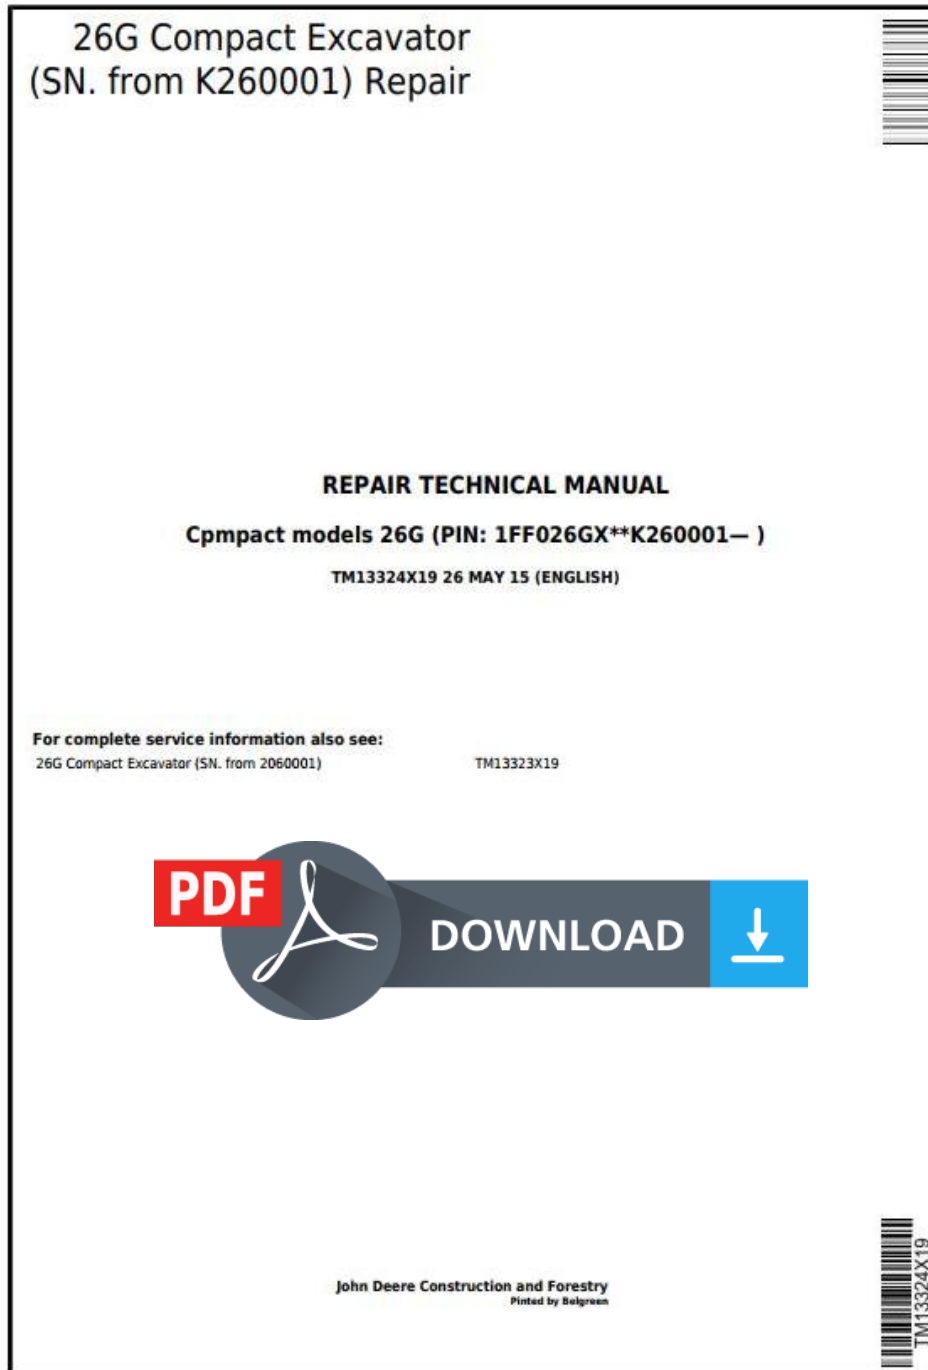 26G Compact Excavator
(SN. from K260001) Repair
REPAIR TECHNICAL MANUAL
Cpmpact models 26G (PIN: 1FF026GX**K260001— )
TM13324X19 26 MAY 15 (ENGLISH)
For complete service information also see:
26G Compact Excavator (SN. from 2060001) TM13323X19
PDF
DOWNLOAD
John Deere Construction and Forestry
Pinted by Belgreen
TM13324X19